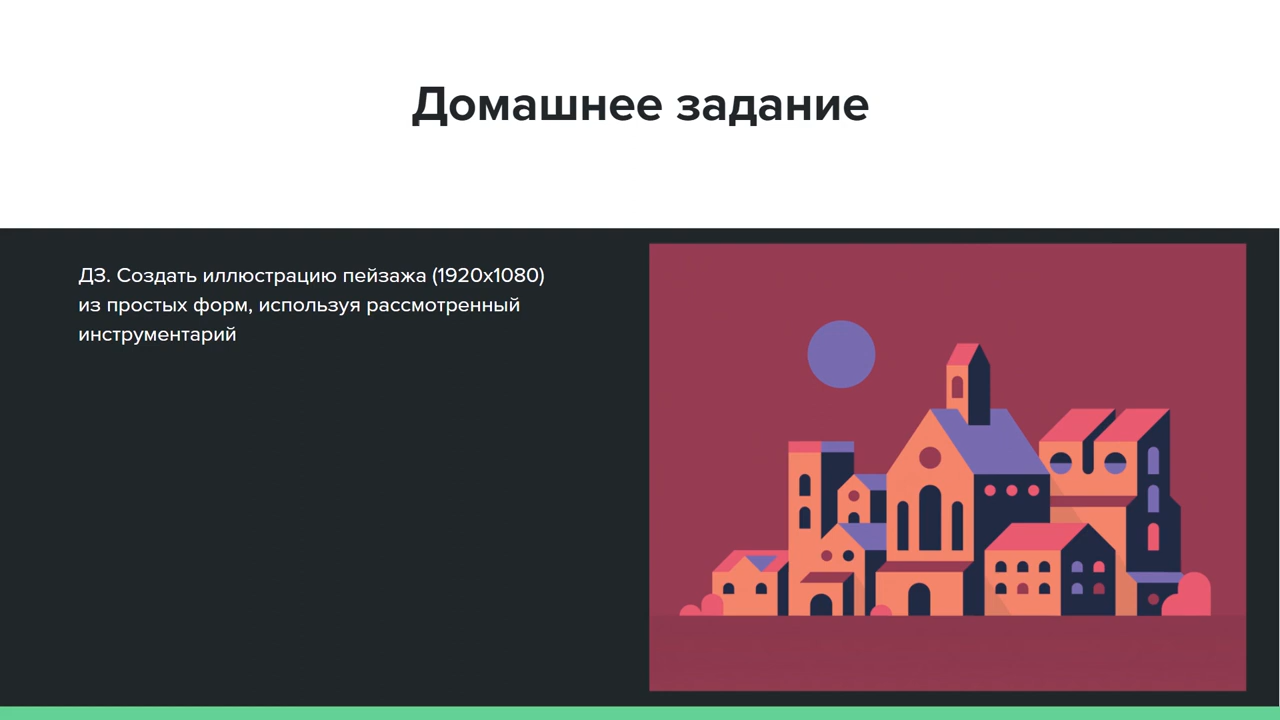 Домашнее задание
ДЗ. Создать иллюстрацию пейзажа (1920x1080)
из простых форм, используя рассмотренный
инструментарий